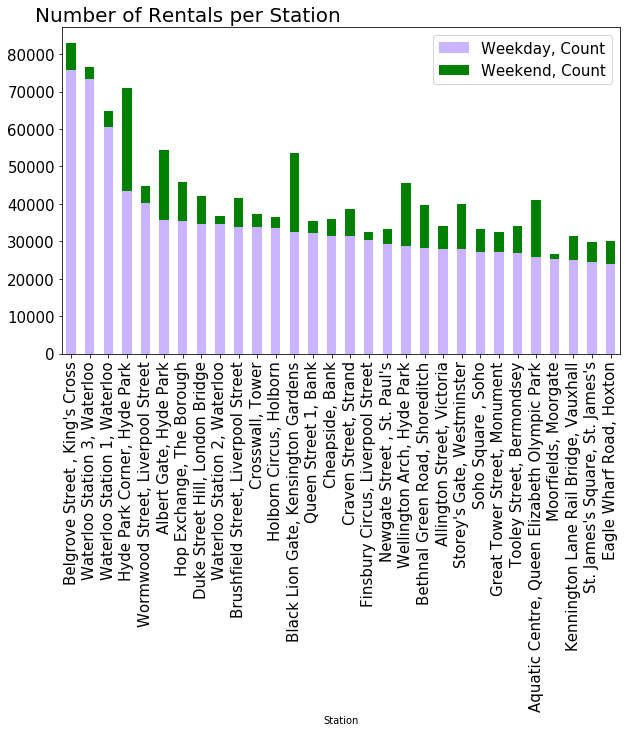 Number of Rentals per Station
Weekday, Count
Weekend, Count
80000
70000
60000
50000
40000
30000
20000
10000
0
Belgrove Street , King's Cross
Waterloo Station 3, Waterloo
Waterloo Station 1, Waterloo
Hyde Park Corner, Hyde Park
Wormwood Street, Liverpool Street
Albert Gate, Hyde Park
Hop Exchange, The Borough
Duke Street Hill, London Bridge
Waterloo Station 2, Waterloo
Brushfield Street, Liverpool Street
Crosswall, Tower
Holborn Circus, Holborn
Black Lion Gate, Kensington Gardens
Queen Street 1, Bank
Cheapside, Bank
Craven Street, Strand
Finsbury Circus, Liverpool Street
Newgate Street , St. Paul's
Wellington Arch, Hyde Park
Bethnal Green Road, Shoreditch
Allington Street, Victoria
Storey's Gate, Westminster
Soho Square , Soho
Great Tower Street, Monument
Tooley Street, Bermondsey
Aquatic Centre, Queen Elizabeth Olympic Park
Moorfields, Moorgate
Kennington Lane Rail Bridge, Vauxhall
St. James's Square, St. James's
Eagle Wharf Road, Hoxton
Station